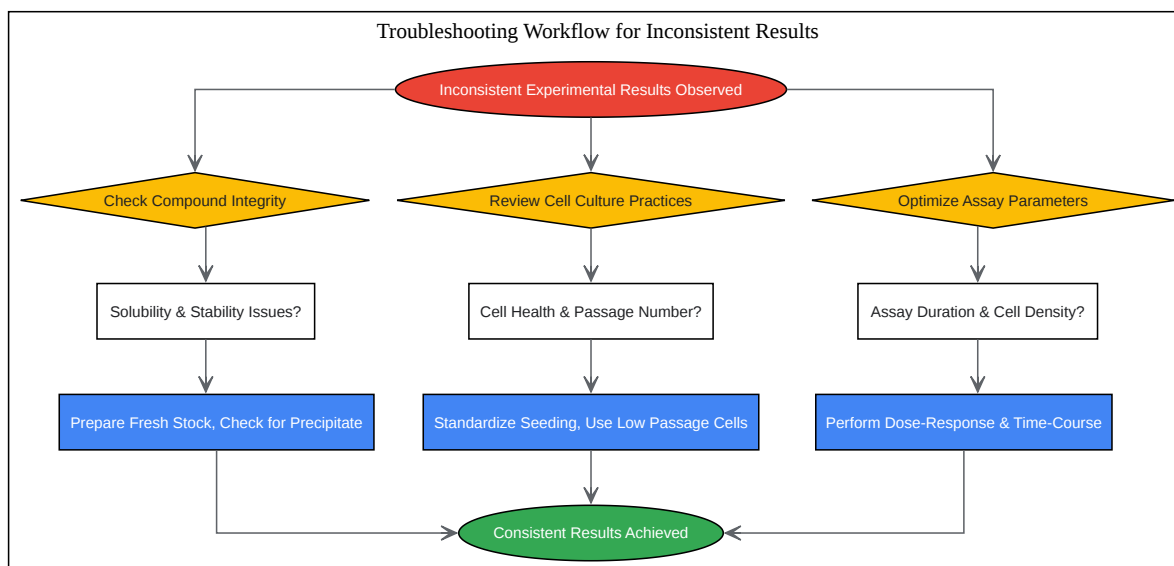 Troubleshooting Workflow for Inconsistent Results
Inconsistent Experimental Results Observed
Check Compound Integrity
Review Cell Culture Practices
Optimize Assay Parameters
Solubility & Stability Issues?
Cell Health & Passage Number?
Assay Duration & Cell Density?
Prepare Fresh Stock, Check for Precipitate
Standardize Seeding, Use Low Passage Cells
Perform Dose-Response & Time-Course
Consistent Results Achieved